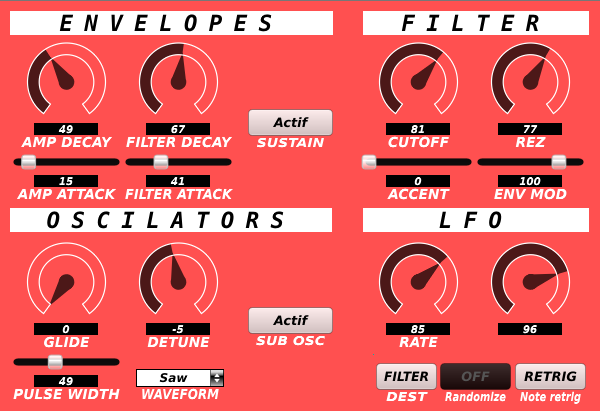 ENVELOPES
FILTER
49
67
Actif
81
77
AMP DECAY
FILTER DECAY
SUSTAIN
CUTOFF
REZ
15
41
0
100
AMP ATTACK
FILTER ATTACK
ACCENT
ENV MOD
OSCILATORS
LFO
0
-5
Actif
85
96
GLIDE
DETUNE
SUB OSC
RATE
49
Saw
FILTER
OFF
RETRIG
PULSE WIDTH
WAVEFORM
DEST
Randomize
Note retrig